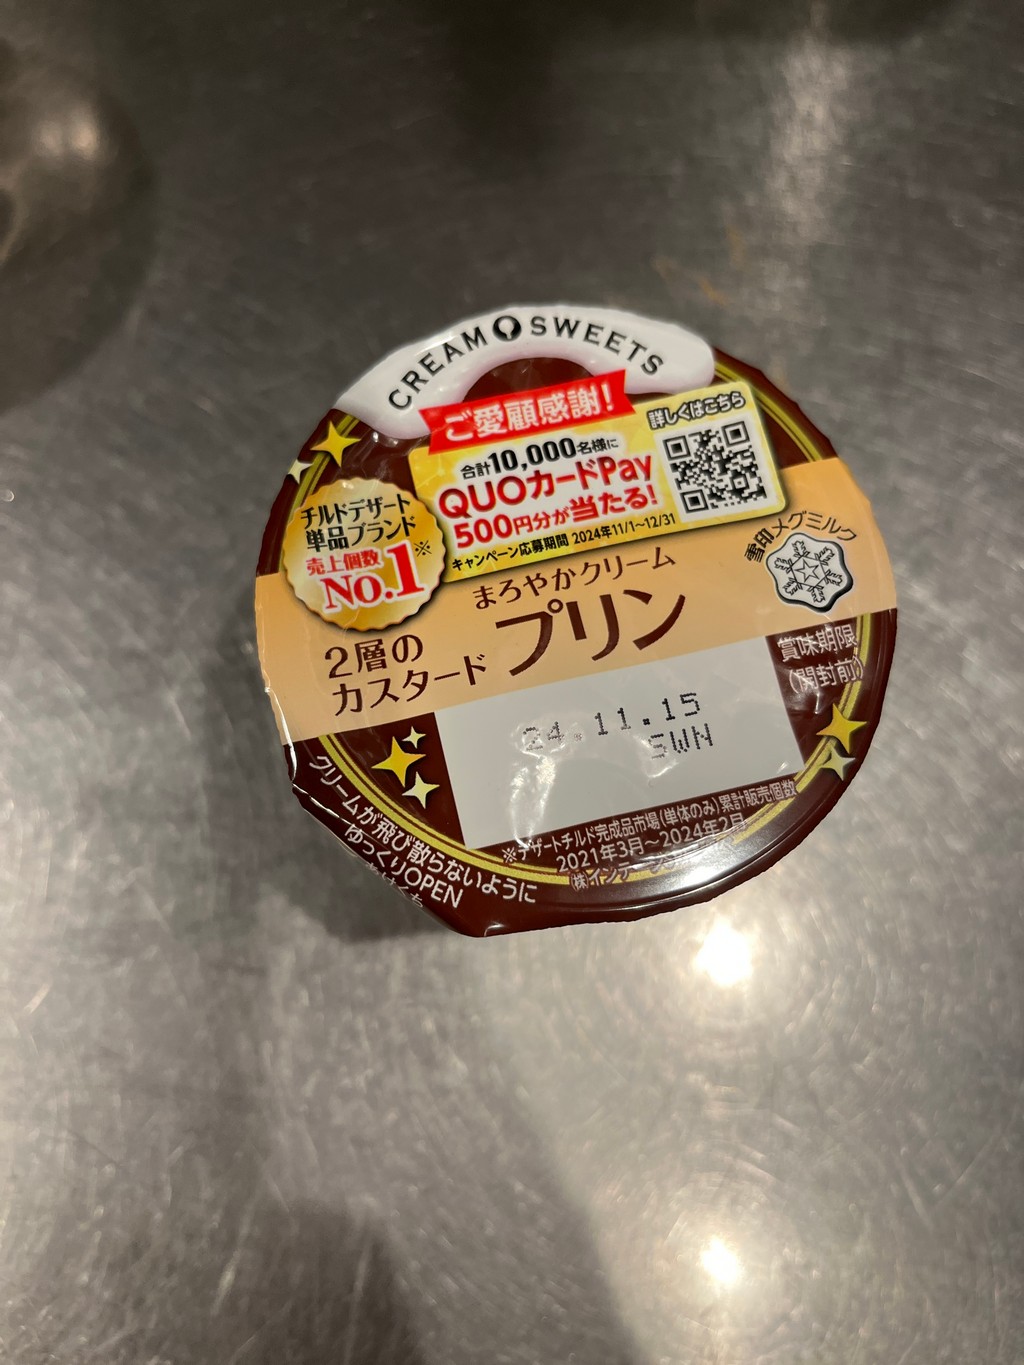 CREAM SWEETS
ご愛顧感謝!
合計10,000名様に
QUOカードPay
500円分が当たる!
キャンペーン応募期間 2024年11/1~12/31
詳しくはこちら
チルドデザート
単品ブランド
売上個数
No.1※
雪印メグミルク
まろやかクリーム
プリン
2層の
カスタード
賞味期限
(開封前)
24.11.15
SWN
※デザートチルド完成品市場(単体のみ)累計販売個数
2021年3月~2024年2月
(株)インテージ
クリームが飛び散らないように
ゆっくりOPEN